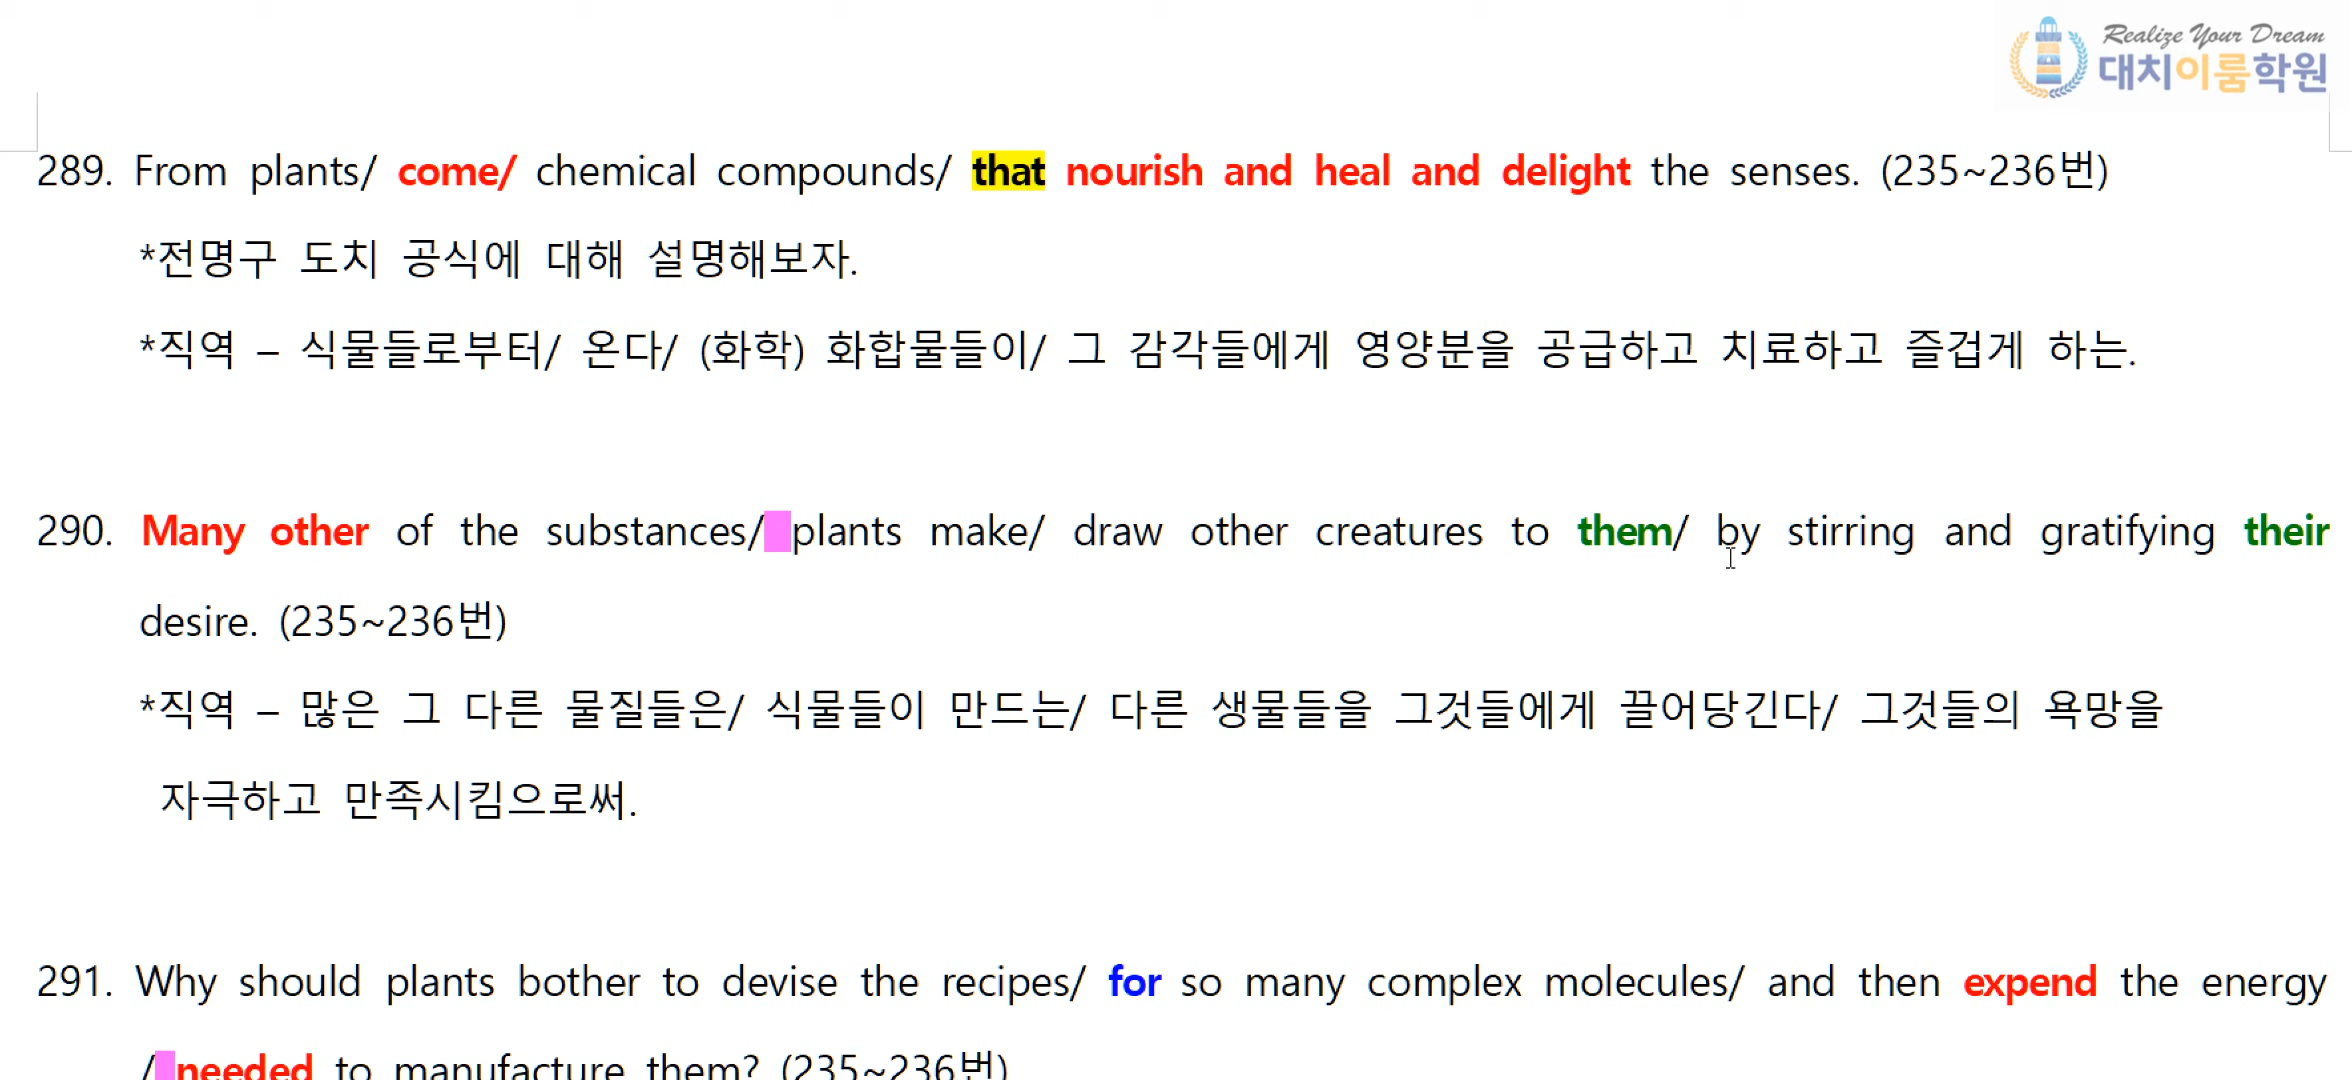 Realize Your Dream
대치이룸학원
289. From plants/ come/ chemical compounds/ that nourish and heal and delight the senses. (235~236번)
*전명구 도치 공식에 대해 설명해보자.
*직역 – 식물들로부터/ 온다/ (화학) 화합물들이/ 그 감각들에게 영양분을 공급하고 치료하고 즐겁게 하는.
290. Many other of the substances/ plants make/ draw other creatures to them/ by stirring and gratifying their
desire. (235~236번)
*직역 – 많은 그 다른 물질들은/ 식물들이 만드는/ 다른 생물들을 그것들에게 끌어당긴다/ 그것들의 욕망을
자극하고 만족시킴으로써.
291. Why should plants bother to devise the recipes/ for so many complex molecules/ and then expend the energy
/ needed to manufacture them? (235~236번)